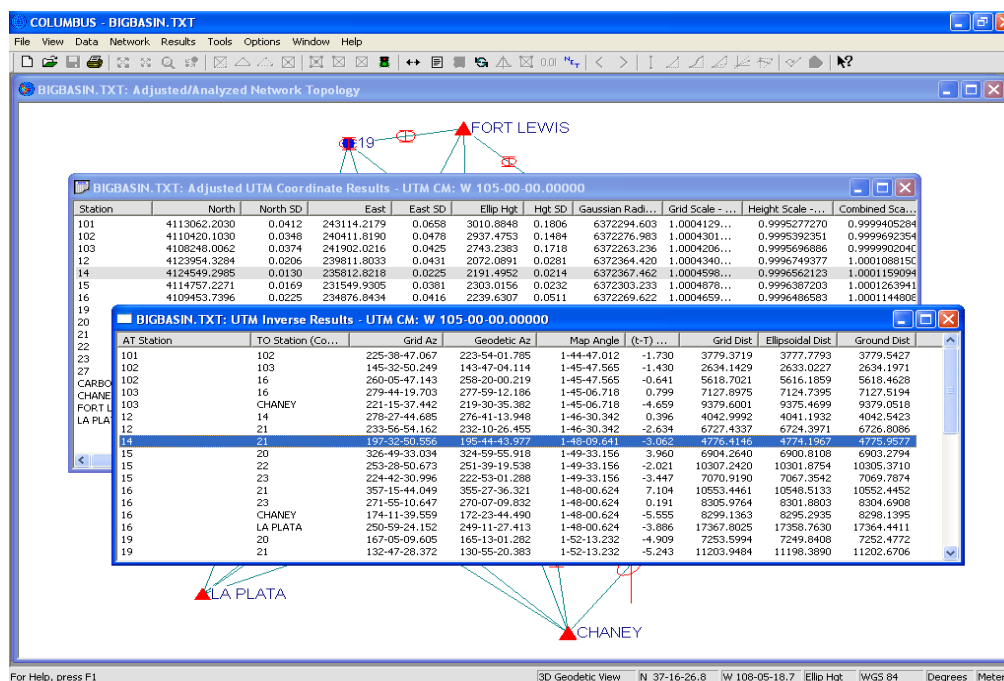 COLUMBUS - BIGBASIN.TXT
File View Data Network Results Tools Options Window Help
BIGBASIN.TXT: Adjusted/Analyzed Network Topology
19 FORT LEWIS
BIGBASIN.TXT: Adjusted UTM Coordinate Results - UTM CM: W 105-00-00.00000
Station North North SD East East SD Ellip Hgt Hgt SD Gaussian Radi... Grid Scale - ... Height Scale -... Combined Sca...
101 4113062.2030 0.0412 243114.2179 0.0658 3010.8848 0.1806 6372294.603 1.0004129... 0.9995277270 0.9999405284
102 4110420.1030 0.0348 240411.8190 0.0478 2937.4753 0.1484 6372276.983 1.0004301... 0.9995392351 0.9999692354
103 4108248.0062 0.0374 241902.0216 0.0425 2743.2383 0.1718 6372263.236 1.0004206... 0.9995696886 0.9999902040
12 4123954.3284 0.0206 239811.8033 0.0431 2072.0891 0.0281 6372364.420 1.0004340... 0.9996749377 1.0001088150
14 4124549.2985 0.0130 235812.8218 0.0225 2191.4952 0.0214 6372367.462 1.0004598... 0.9996562123 1.0001159094
15 4114757.2271 0.0169 231549.9305 0.0381 2303.0156 0.0232 6372303.233 1.0004878... 0.9996387203 1.0001263941
16 4109453.7396 0.0225 234876.8434 0.0416 2239.6307 0.0511 6372269.622 1.0004659... 0.9996486583 1.0001144808
19
20
21
22
23
27
CARBO
CHANE
FORT L
LA PLA
BIGBASIN.TXT: UTM Inverse Results - UTM CM: W 105-00-00.00000
AT Station TO Station (Co... Grid Az Geodetic Az Map Angle (t-T) ... Grid Dist Ellipsoidal Dist Ground Dist
101 102 225-38-47.067 223-54-01.785 1-44-47.012 -1.730 3779.3719 3777.7793 3779.5427
102 103 145-32-50.249 143-47-04.114 1-45-47.565 -1.430 2634.1429 2633.0227 2634.1971
102 16 260-05-47.143 258-20-00.219 1-45-47.565 -0.641 5618.7021 5616.1859 5618.4628
103 16 279-44-19.703 277-59-12.186 1-45-06.718 0.799 7127.8975 7124.7395 7127.5194
103 CHANEY 221-15-37.442 219-30-35.382 1-45-06.718 -4.659 9379.6001 9375.4699 9379.0518
12 14 278-27-44.685 276-41-13.948 1-46-30.342 0.396 4042.9992 4041.1932 4042.5423
12 21 233-56-54.162 232-10-26.455 1-46-30.342 -2.634 6727.4337 6724.3971 6726.8086
14 21 197-32-50.556 195-44-43.977 1-48-09.641 -3.062 4776.4146 4774.1967 4775.9577
15 20 326-49-33.034 324-59-55.918 1-49-33.156 3.960 6904.2640 6900.8108 6903.2794
15 22 253-28-50.673 251-39-19.538 1-49-33.156 -2.021 10307.2420 10301.8754 10305.3710
15 23 224-42-30.996 222-53-01.288 1-49-33.156 -3.447 7070.9190 7067.3542 7069.7874
16 21 357-15-44.049 355-27-36.321 1-48-00.624 7.104 10553.4461 10548.5133 10552.4452
16 23 271-55-10.647 270-07-09.832 1-48-00.624 0.191 8305.9764 8301.8803 8304.6908
16 CHANEY 174-11-39.559 172-23-44.490 1-48-00.624 -5.555 8299.1363 8295.2935 8298.1395
16 LA PLATA 250-59-24.152 249-11-27.413 1-48-00.624 -3.886 17367.8025 17358.7630 17364.4411
19 20 167-05-09.605 165-13-01.282 1-52-13.232 -4.909 7253.5994 7249.8408 7252.4772
19 21 132-47-28.372 130-55-20.383 1-52-13.232 -5.243 11203.9484 11198.3890 11202.6706
LA PLATA
CHANEY
For Help, press F1 3D Geodetic View N 37-16-26.8 W 108-05-18.7 Ellip Hgt WGS 84 Degrees Meter